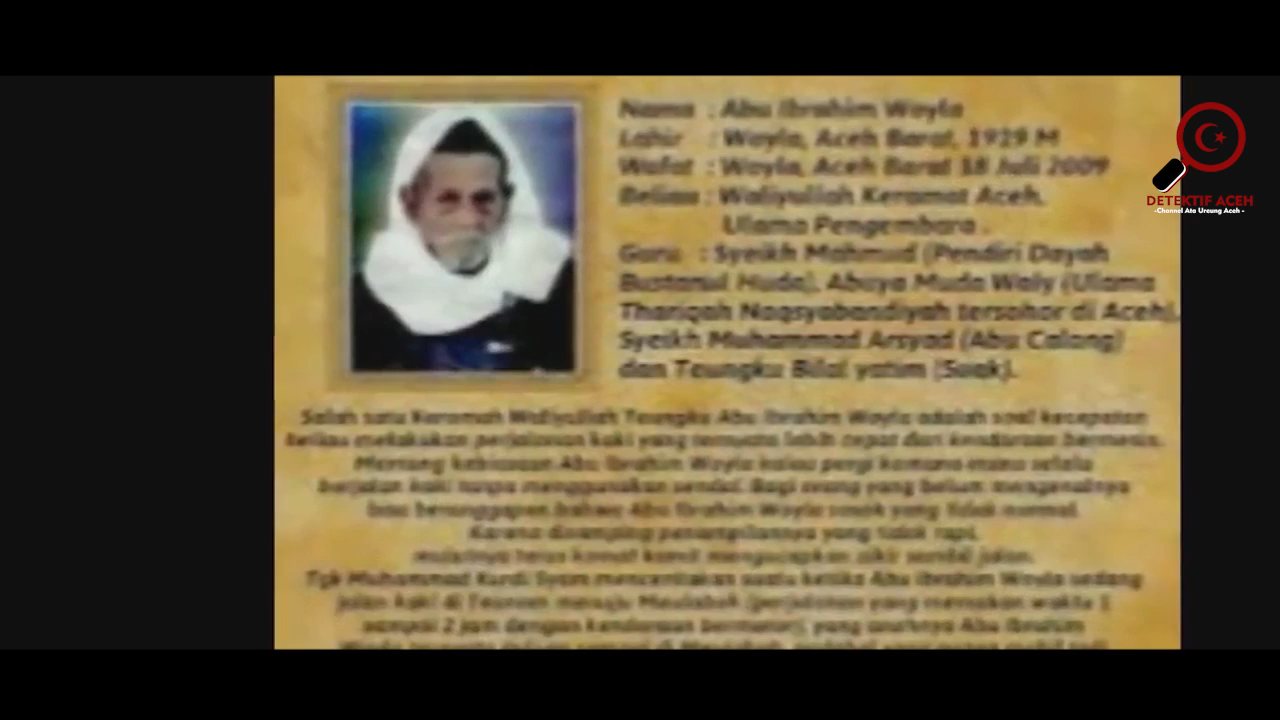 Nama : Abu Ibrahim Woyla
Lahir : Woyla, Aceh Barat, 1919 M
Wafat : Woyla, Aceh Barat 18 Juli 2009
Beliau : Waliyullah Keramat Aceh,
Ulama Pengembara .
Guru : Syeikh Mahmud (Pendiri Dayah
Bustanul Huda), Abuya Muda Waly (Ulama
Thariqah Naqsyabandiyah tersohor di Aceh),
Syeikh Muhammad Arsyad (Abu Calang)
dan Teungku Bilal yatim (Suak).
Salah satu Keramah Waliyullah Teungku Abu Ibrahim Woyla adalah soal kecepatan
beliau melakukan perjalanan kaki yang ternyata lebih cepat dari kendaraan bermesin.
Memang kebiasaan Abu Ibrahim Woyla kalau pergi kemana mana selalu
berjalan kaki tanpa menggunakan sendal. Bagi orang yang belum mengenalnya
bisa beranggapan bahwa Abu Ibrahim Woyla sosok yang tidak normal.
Karena disamping penampilannya yang tidak rapi,
mulutnya terus komat kamit mengucapkan zikir sambil jalan.
Tgk Muhammad Kurdi Syam menceritakan suatu ketika Abu Ibrahim Woyla sedang
jalan kaki di Teunom menuju Meulaboh (perjalanan yang memakan waktu 1
sampai 2 jam dengan kendaraan bermotor), yang anehnya Abu Ibrahim
DETEKTIF ACEH
-Channel Ata Ureung Aceh -